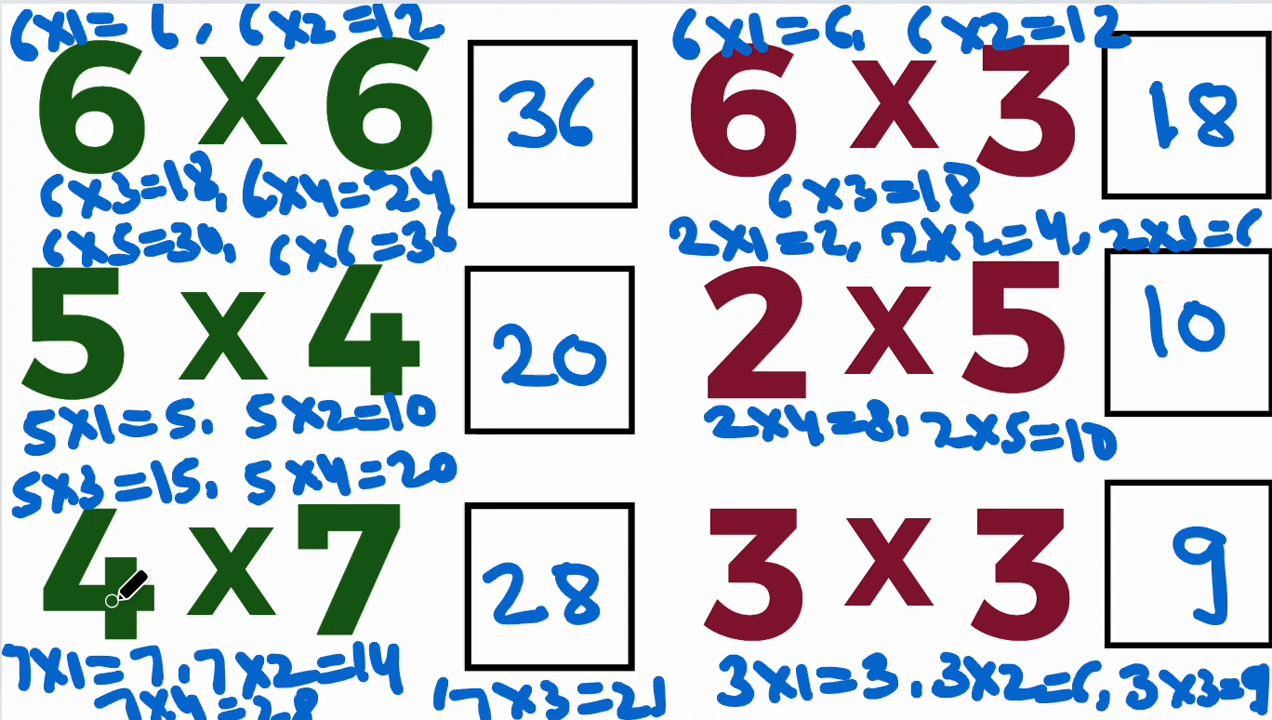 6x1=6, 6x2=12
6 x 6 36
6x3=18, 6x4=24
6x5=30, 6x6=36
5 x 4 20
5x1=5. 5x2=10
5x3=15. 5x4=20
4 x 7 28
7x1=7. 7x2=14
7x3=21
7x4=28
6x1=6, 6x2=12
6 x 3 18
6x3=18
2x1=2, 2x2=4, 2x3=6
2 x 5 10
2x4=8. 2x5=10
3 x 3 9
3x1=3. 3x2=6, 3x3=9